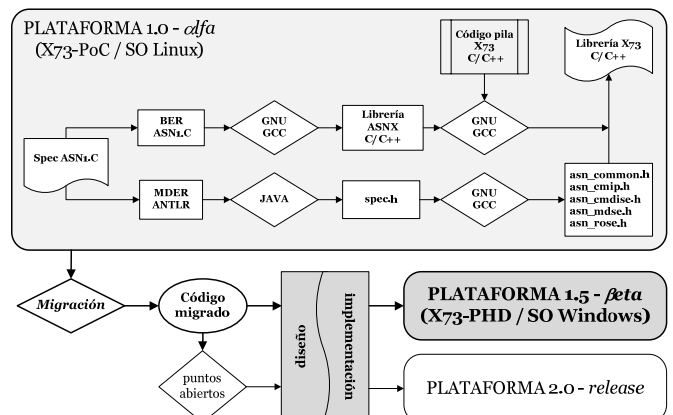 PLATAFORMA 1.0 - alfa
(X73-PoC / SO Linux)
Código pila
X73
C/C++
Librería X73
C/C++
BER
ASN1.C
GNU
GCC
Librería
ASNX
C/C++
GNU
GCC
Spec ASN1.C
MDER
ANTLR
JAVA
spec.h
GNU
GCC
asn_common.h
asn_cmip.h
asn_cmdise.h
asn_mdse.h
asn_rose.h
Migración
Código
migrado
diseño
implementación
PLATAFORMA 1.5 - βeta
(X73-PHD / SO Windows)
puntos
abiertos
PLATAFORMA 2.0 - release